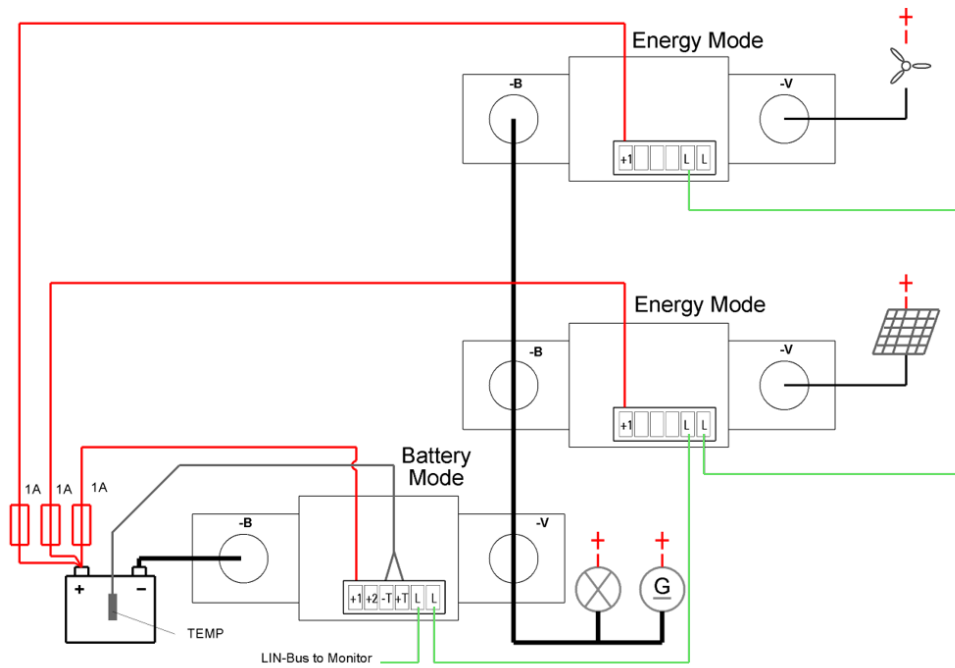 Energy Mode
+
-B
-V
+1
L
L
Energy Mode
+
-B
-V
+1
L
L
Battery
Mode
1A
1A
1A
-B
-V
+
+
G
+
-
+1
+2
-T
+T
L
L
TEMP
LIN-Bus to Monitor